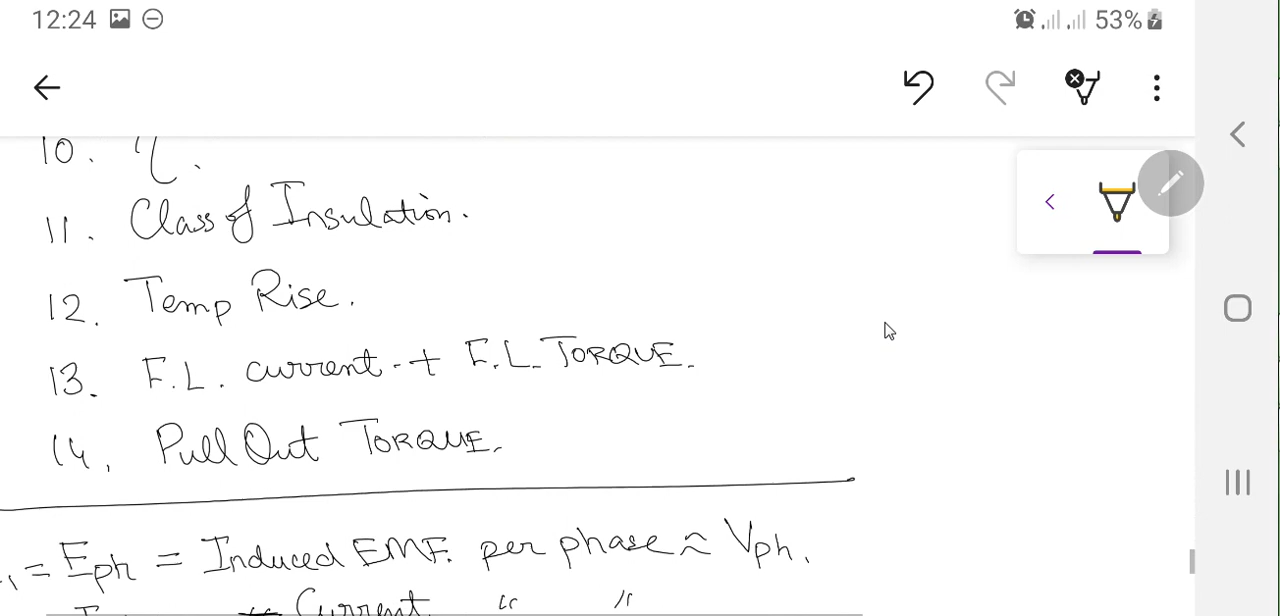 12:24 53%
10. η.
11. Class of Insulation.
12. Temp Rise.
13. F.L. current. + F.L. TORQUE.
14. Pull Out TORQUE.
= Eph = Induced EMF. per phase ≈ Vph.
Current " "